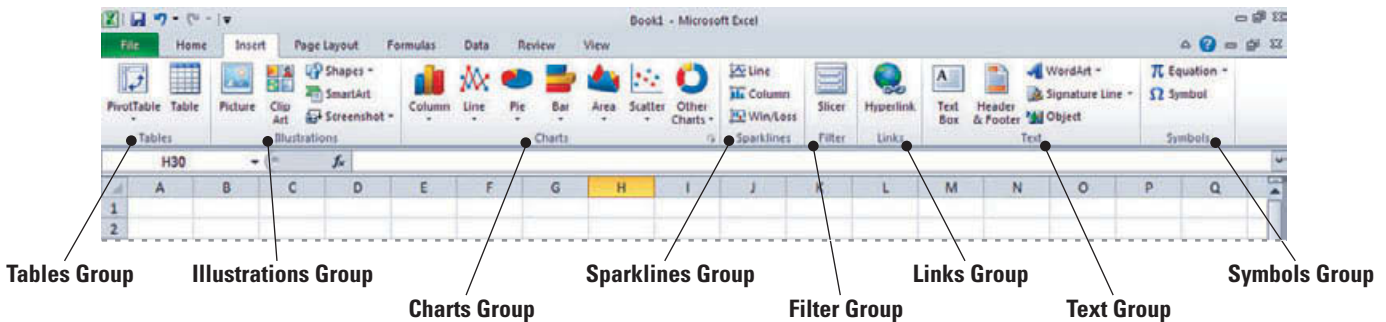 Book1 - Microsoft Excel
File Home Insert Page Layout Formulas Data Review View
PivotTable Table Picture Clip Art Shapes SmartArt Screenshot Column Line Pie Bar Area Scatter Other Charts Line Column Win/Loss Slicer Hyperlink Text Box Header & Footer WordArt Signature Line Object π Equation Ω Symbol
Tables Illustrations Charts Sparklines Filter Links Text Symbols
H30 fx
A B C D E F G H I J K L M N O P Q
1
2
Tables Group Illustrations Group Sparklines Group Links Group Symbols Group
Charts Group Filter Group Text Group